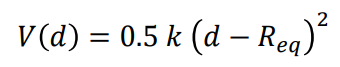 V(d) = 0.5 k (d − R_eq)^2